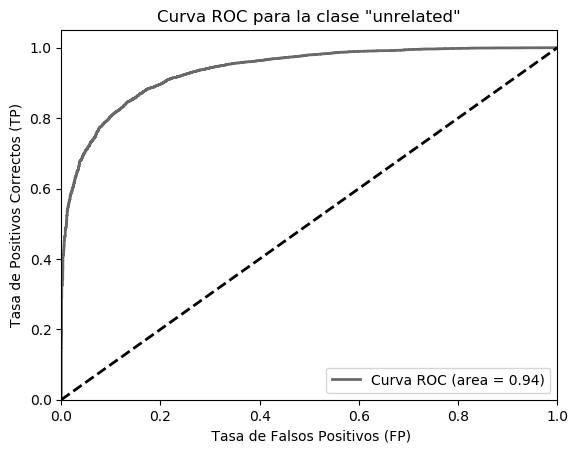 Curva ROC para la clase "unrelated"
Tasa de Positivos Correctos (TP)
1.0
0.8
0.6
0.4
0.2
0.0
Curva ROC (area = 0.94)
0.0 0.2 0.4 0.6 0.8 1.0
Tasa de Falsos Positivos (FP)